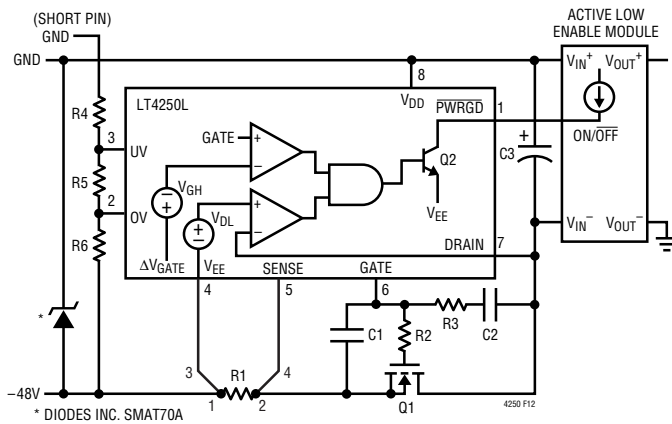 (SHORT PIN)
GND
GND
ACTIVE LOW
ENABLE MODULE
LT4250L
8
VDD
PWRGD
1
VIN+
VOUT+
ON/OFF
R4
3
UV
R5
2
OV
R6
GATE
+
−
VGH
−
+
VDL
+
−
+
−
ΔVGATE
VEE
Q2
VEE
DRAIN
7
C3
+
VIN−
VOUT−
SENSE
GATE
4
5
6
C1
R2
R3
C2
*
3
R1
4
−48V
1
2
Q1
4250 F12
* DIODES INC. SMAT70A